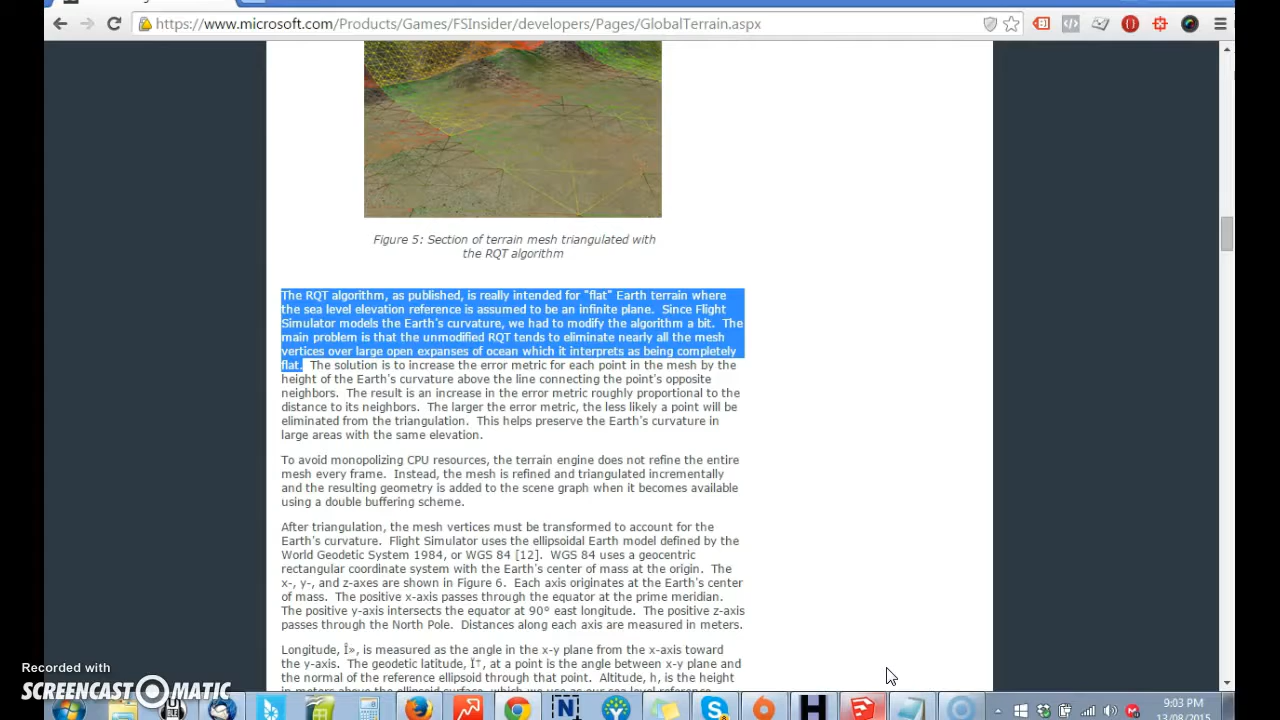 https://www.microsoft.com/Products/Games/FSInsider/developers/Pages/GlobalTerrain.aspx
Figure 5: Section of terrain mesh triangulated with
the RQT algorithm
The RQT algorithm, as published, is really intended for "flat" Earth terrain where
the sea level elevation reference is assumed to be an infinite plane. Since Flight
Simulator models the Earth's curvature, we had to modify the algorithm a bit. The
main problem is that the unmodified RQT tends to eliminate nearly all the mesh
vertices over large open expanses of ocean which it interprets as being completely
flat. The solution is to increase the error metric for each point in the mesh by the
height of the Earth's curvature above the line connecting the point's opposite
neighbors. The result is an increase in the error metric roughly proportional to the
distance to its neighbors. The larger the error metric, the less likely a point will be
eliminated from the triangulation. This helps preserve the Earth's curvature in
large areas with the same elevation.
To avoid monopolizing CPU resources, the terrain engine does not refine the entire
mesh every frame. Instead, the mesh is refined and triangulated incrementally
and the resulting geometry is added to the scene graph when it becomes available
using a double buffering scheme.
After triangulation, the mesh vertices must be transformed to account for the
Earth's curvature. Flight Simulator uses the ellipsoidal Earth model defined by the
World Geodetic System 1984, or WGS 84 [12]. WGS 84 uses a geocentric
rectangular coordinate system with the Earth's center of mass at the origin. The
x-, y-, and z-axes are shown in Figure 6. Each axis originates at the Earth's center
of mass. The positive x-axis passes through the equator at the prime meridian.
The positive y-axis intersects the equator at 90° east longitude. The positive z-axis
passes through the North Pole. Distances along each axis are measured in meters.
Longitude, Î», is measured as the angle in the x-y plane from the x-axis toward
the y-axis. The geodetic latitude, Ï†, at a point is the angle between x-y plane and
the normal of the reference ellipsoid through that point. Altitude, h, is the height
in meters above the ellipsoid surface, which we use as our sea level reference
Recorded with
SCREENCAST-O-MATIC
9:03 PM
13/08/2015